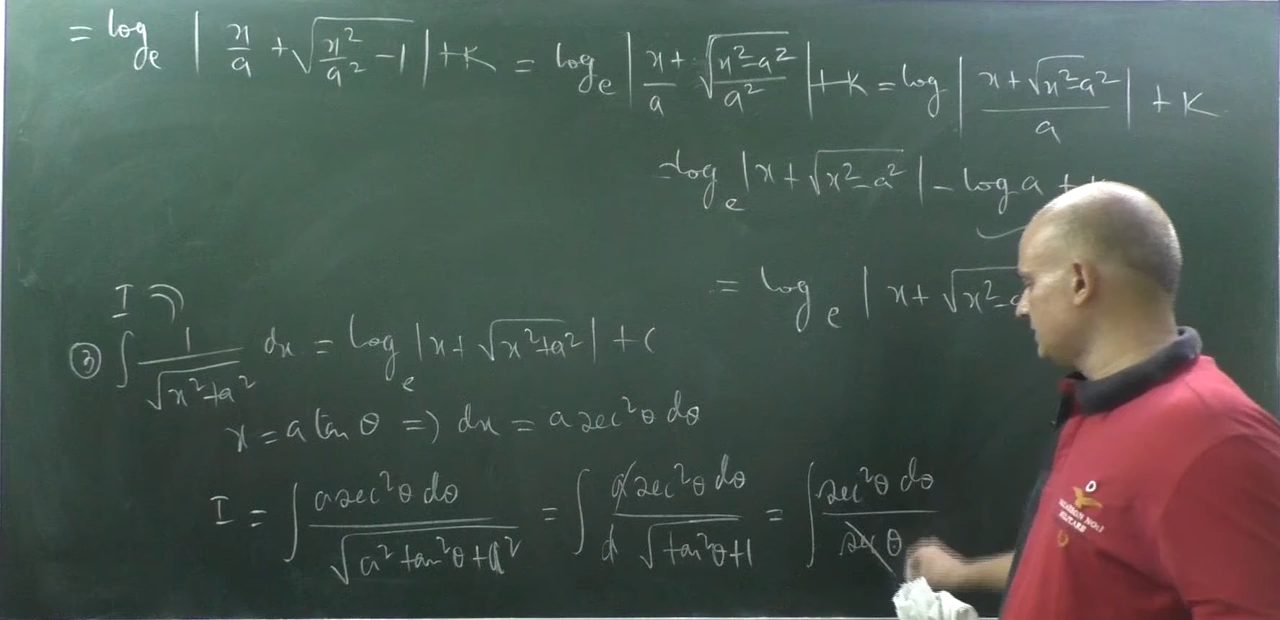 = log_e | x/a + √(x²/a² - 1) | + K = log_e | x/a + √(x²-a²)/a² | + K = log | (x+√x²-a²)/a | + K
= log_e |x + √x²-a² | - log a +
= log_e | x + √x²-
I
③ ∫ 1/√x²+a² dx = log_e |x + √x²+a² | + C
x = a tan θ ⇒ dx = a sec²θ dθ
I = ∫ a sec²θ dθ / √a² tan²θ + a² = ∫ a sec²θ dθ / a √tan²θ+1 = ∫ sec²θ dθ / sec θ